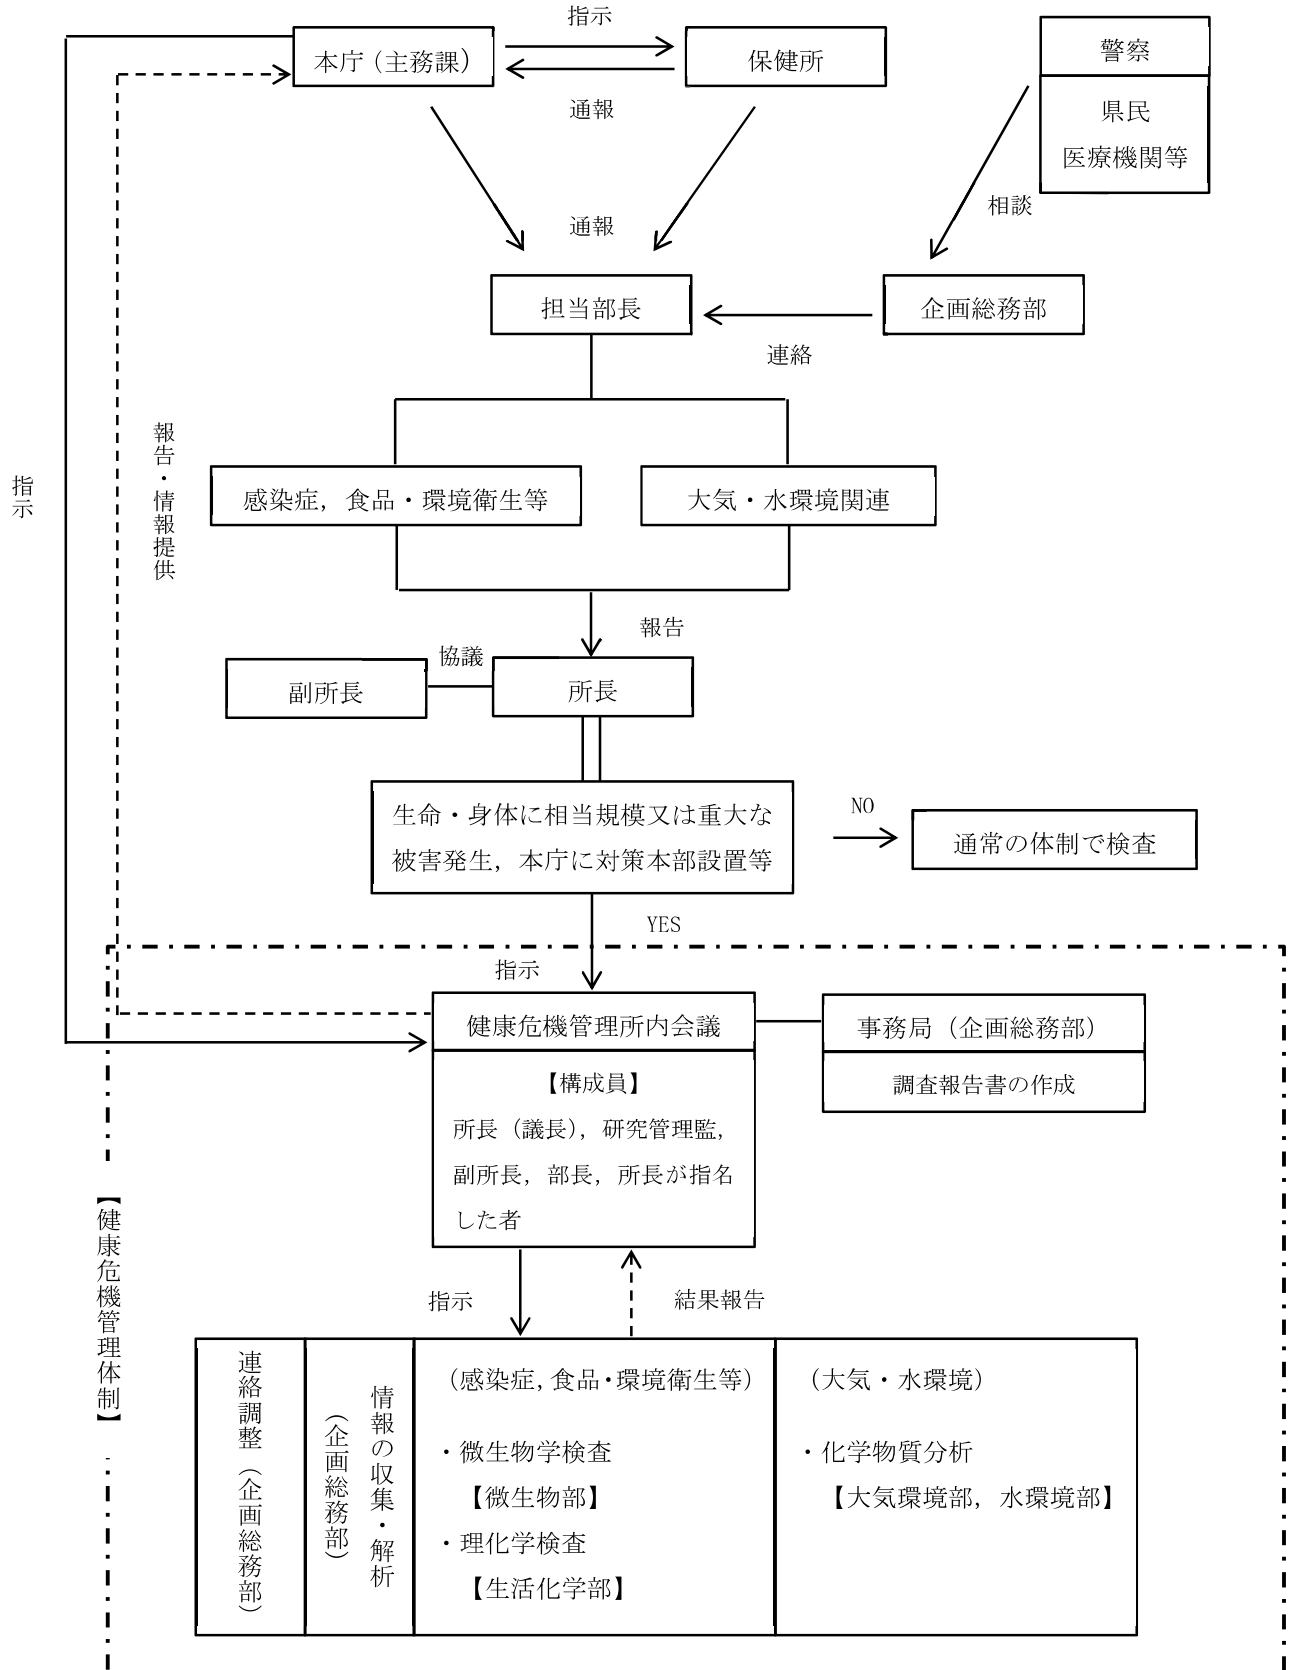 指示
本庁（主務課）
保健所
警察
通報
県民
医療機関等
相談
通報
担当部長
企画総務部
連絡
報告・情報提供
指示
感染症，食品・環境衛生等
大気・水環境関連
報告
協議
副所長
所長
生命・身体に相当規模又は重大な
被害発生，本庁に対策本部設置等
NO
通常の体制で検査
YES
指示
健康危機管理所内会議
事務局（企画総務部）
【構成員】
調査報告書の作成
所長（議長），研究管理監，
副所長，部長，所長が指名
した者
【健康危機管理体制】
指示
結果報告
連絡調整（企画総務部）
情報の収集・解析
（企画総務部）
（感染症，食品・環境衛生等）
・微生物学検査
【微生物部】
・理化学検査
【生活化学部】
（大気・水環境）
・化学物質分析
【大気環境部，水環境部】